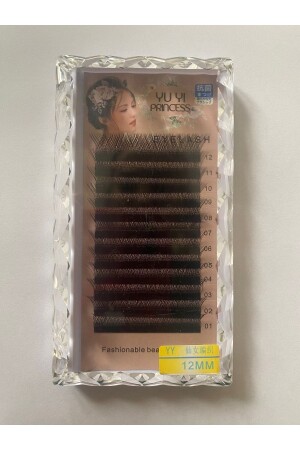 YU YI
PRINCESS
EYELASH
12
11
10
09
08
07
06
05
04
03
02
01
Fashionable bea
YY
12MM